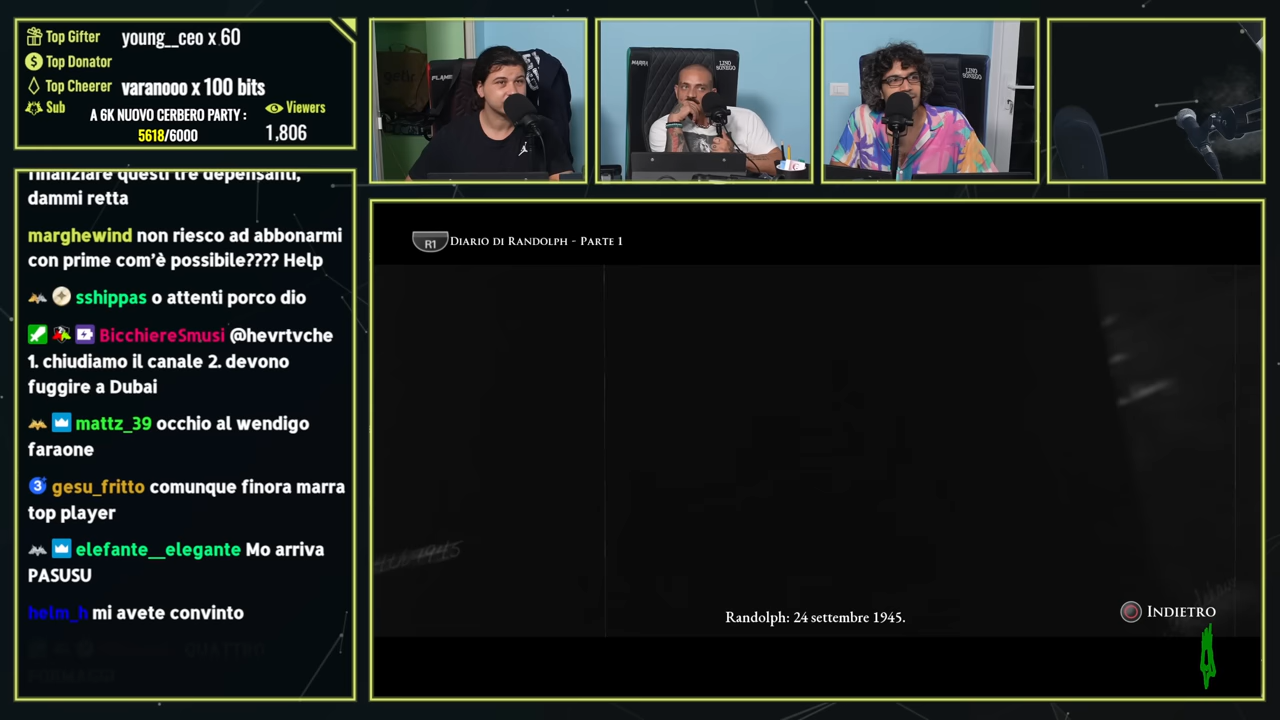 Top Gifter young__ceo x 60
Top Donator
Top Cheerer varanooo x 100 bits
Sub A 6K NUOVO CERBERO PARTY :
5618/6000
Viewers
1,806
finanziare questi tre depensanti,
dammi retta
marghewind non riesco ad abbonarmi
con prime com'è possibile???? Help
sshippas o attenti porco dio
BicchiereSmusi @hevrtvche
1. chiudiamo il canale 2. devono
fuggire a Dubai
mattz_39 occhio al wendigo
faraone
3 gesu_fritto comunque finora marra
top player
elefante__elegante Mo arriva
PASUSU
helm_h mi avete convinto
QUATTRO
R1 Diario di Randolph - Parte 1
1945
Randolph: 24 settembre 1945.
Indietro